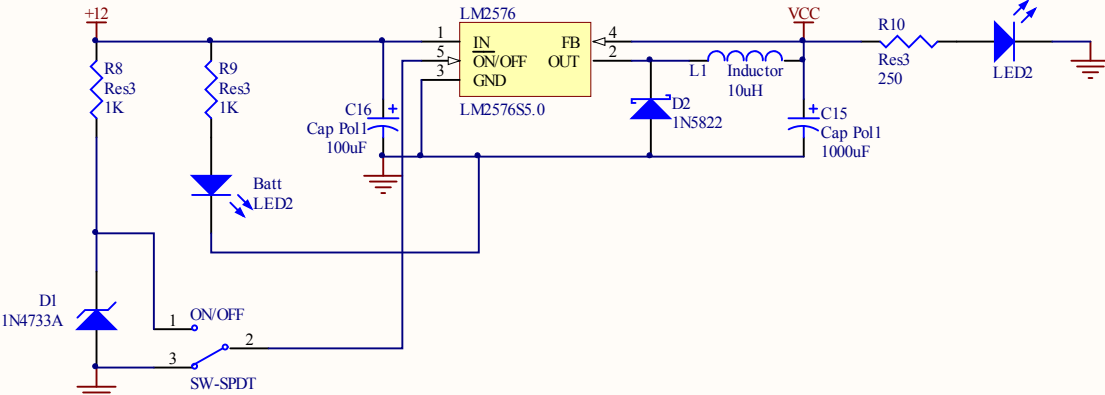 +12
LM2576
VCC
1
IN
5
ON/OFF
3
GND
FB
4
OUT
2
LM2576S5.0
R8
Res3
1K
R9
Res3
1K
C16
+
Cap Pol1
100uF
L1
Inductor
10uH
D2
1N5822
+
C15
Cap Pol1
1000uF
R10
Res3
250
LED2
Batt
LED2
D1
1N4733A
ON/OFF
1
2
3
SW-SPDT